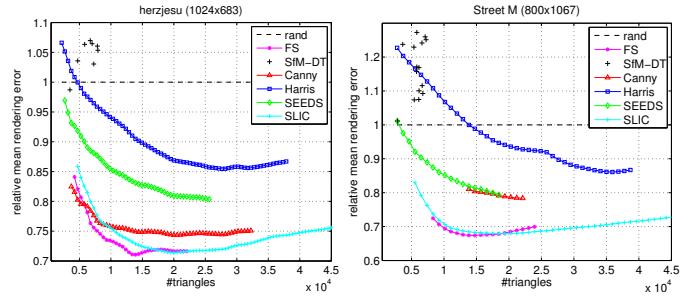 herzjesu (1024x683)
relative mean rendering error
1.1
1.05
1
0.95
0.9
0.85
0.8
0.75
0.7
0.5
1
1.5
2
2.5
3
3.5
4
4.5
x 10^4
#triangles
rand
FS
SfM-DT
Canny
Harris
SEEDS
SLIC
Street M (800x1067)
relative mean rendering error
1.2
1.1
1
0.9
0.8
0.7
0.6
0.5
1
1.5
2
2.5
3
3.5
4
4.5
x 10^4
#triangles
rand
FS
SfM-DT
Canny
Harris
SEEDS
SLIC